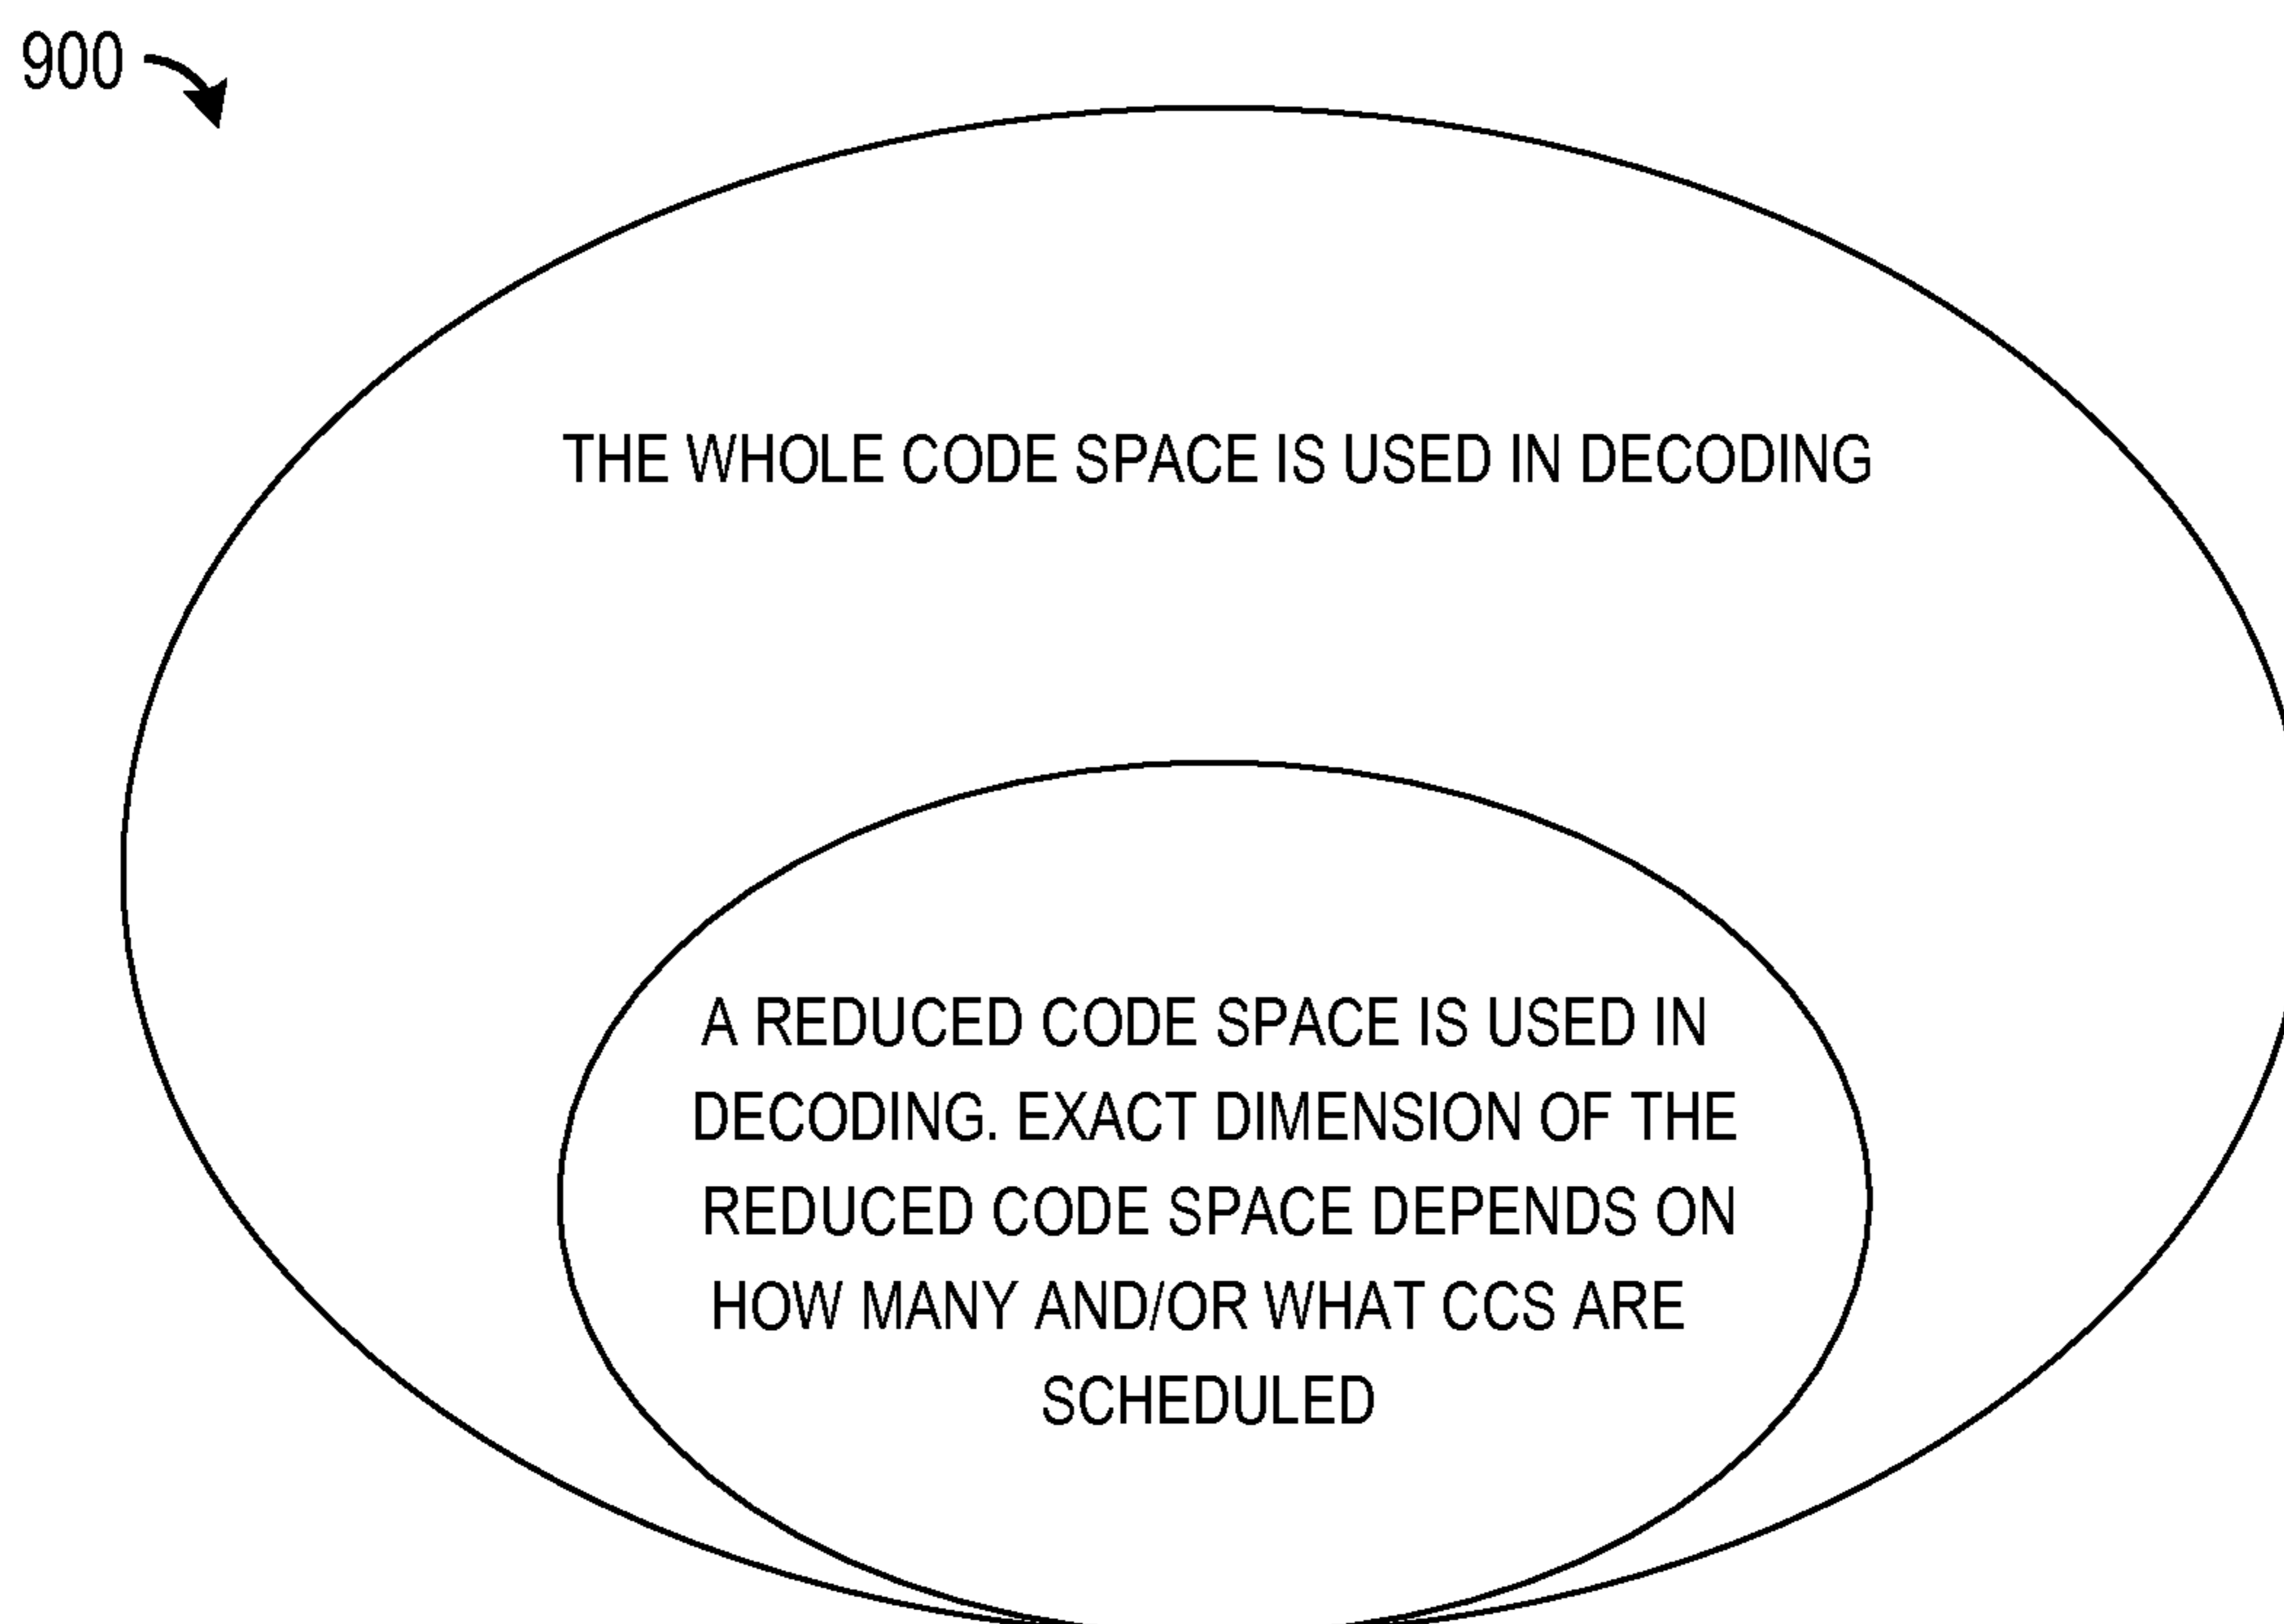 900
THE WHOLE CODE SPACE IS USED IN DECODING
A REDUCED CODE SPACE IS USED IN
DECODING. EXACT DIMENSION OF THE
REDUCED CODE SPACE DEPENDS ON
HOW MANY AND/OR WHAT CCS ARE
SCHEDULED